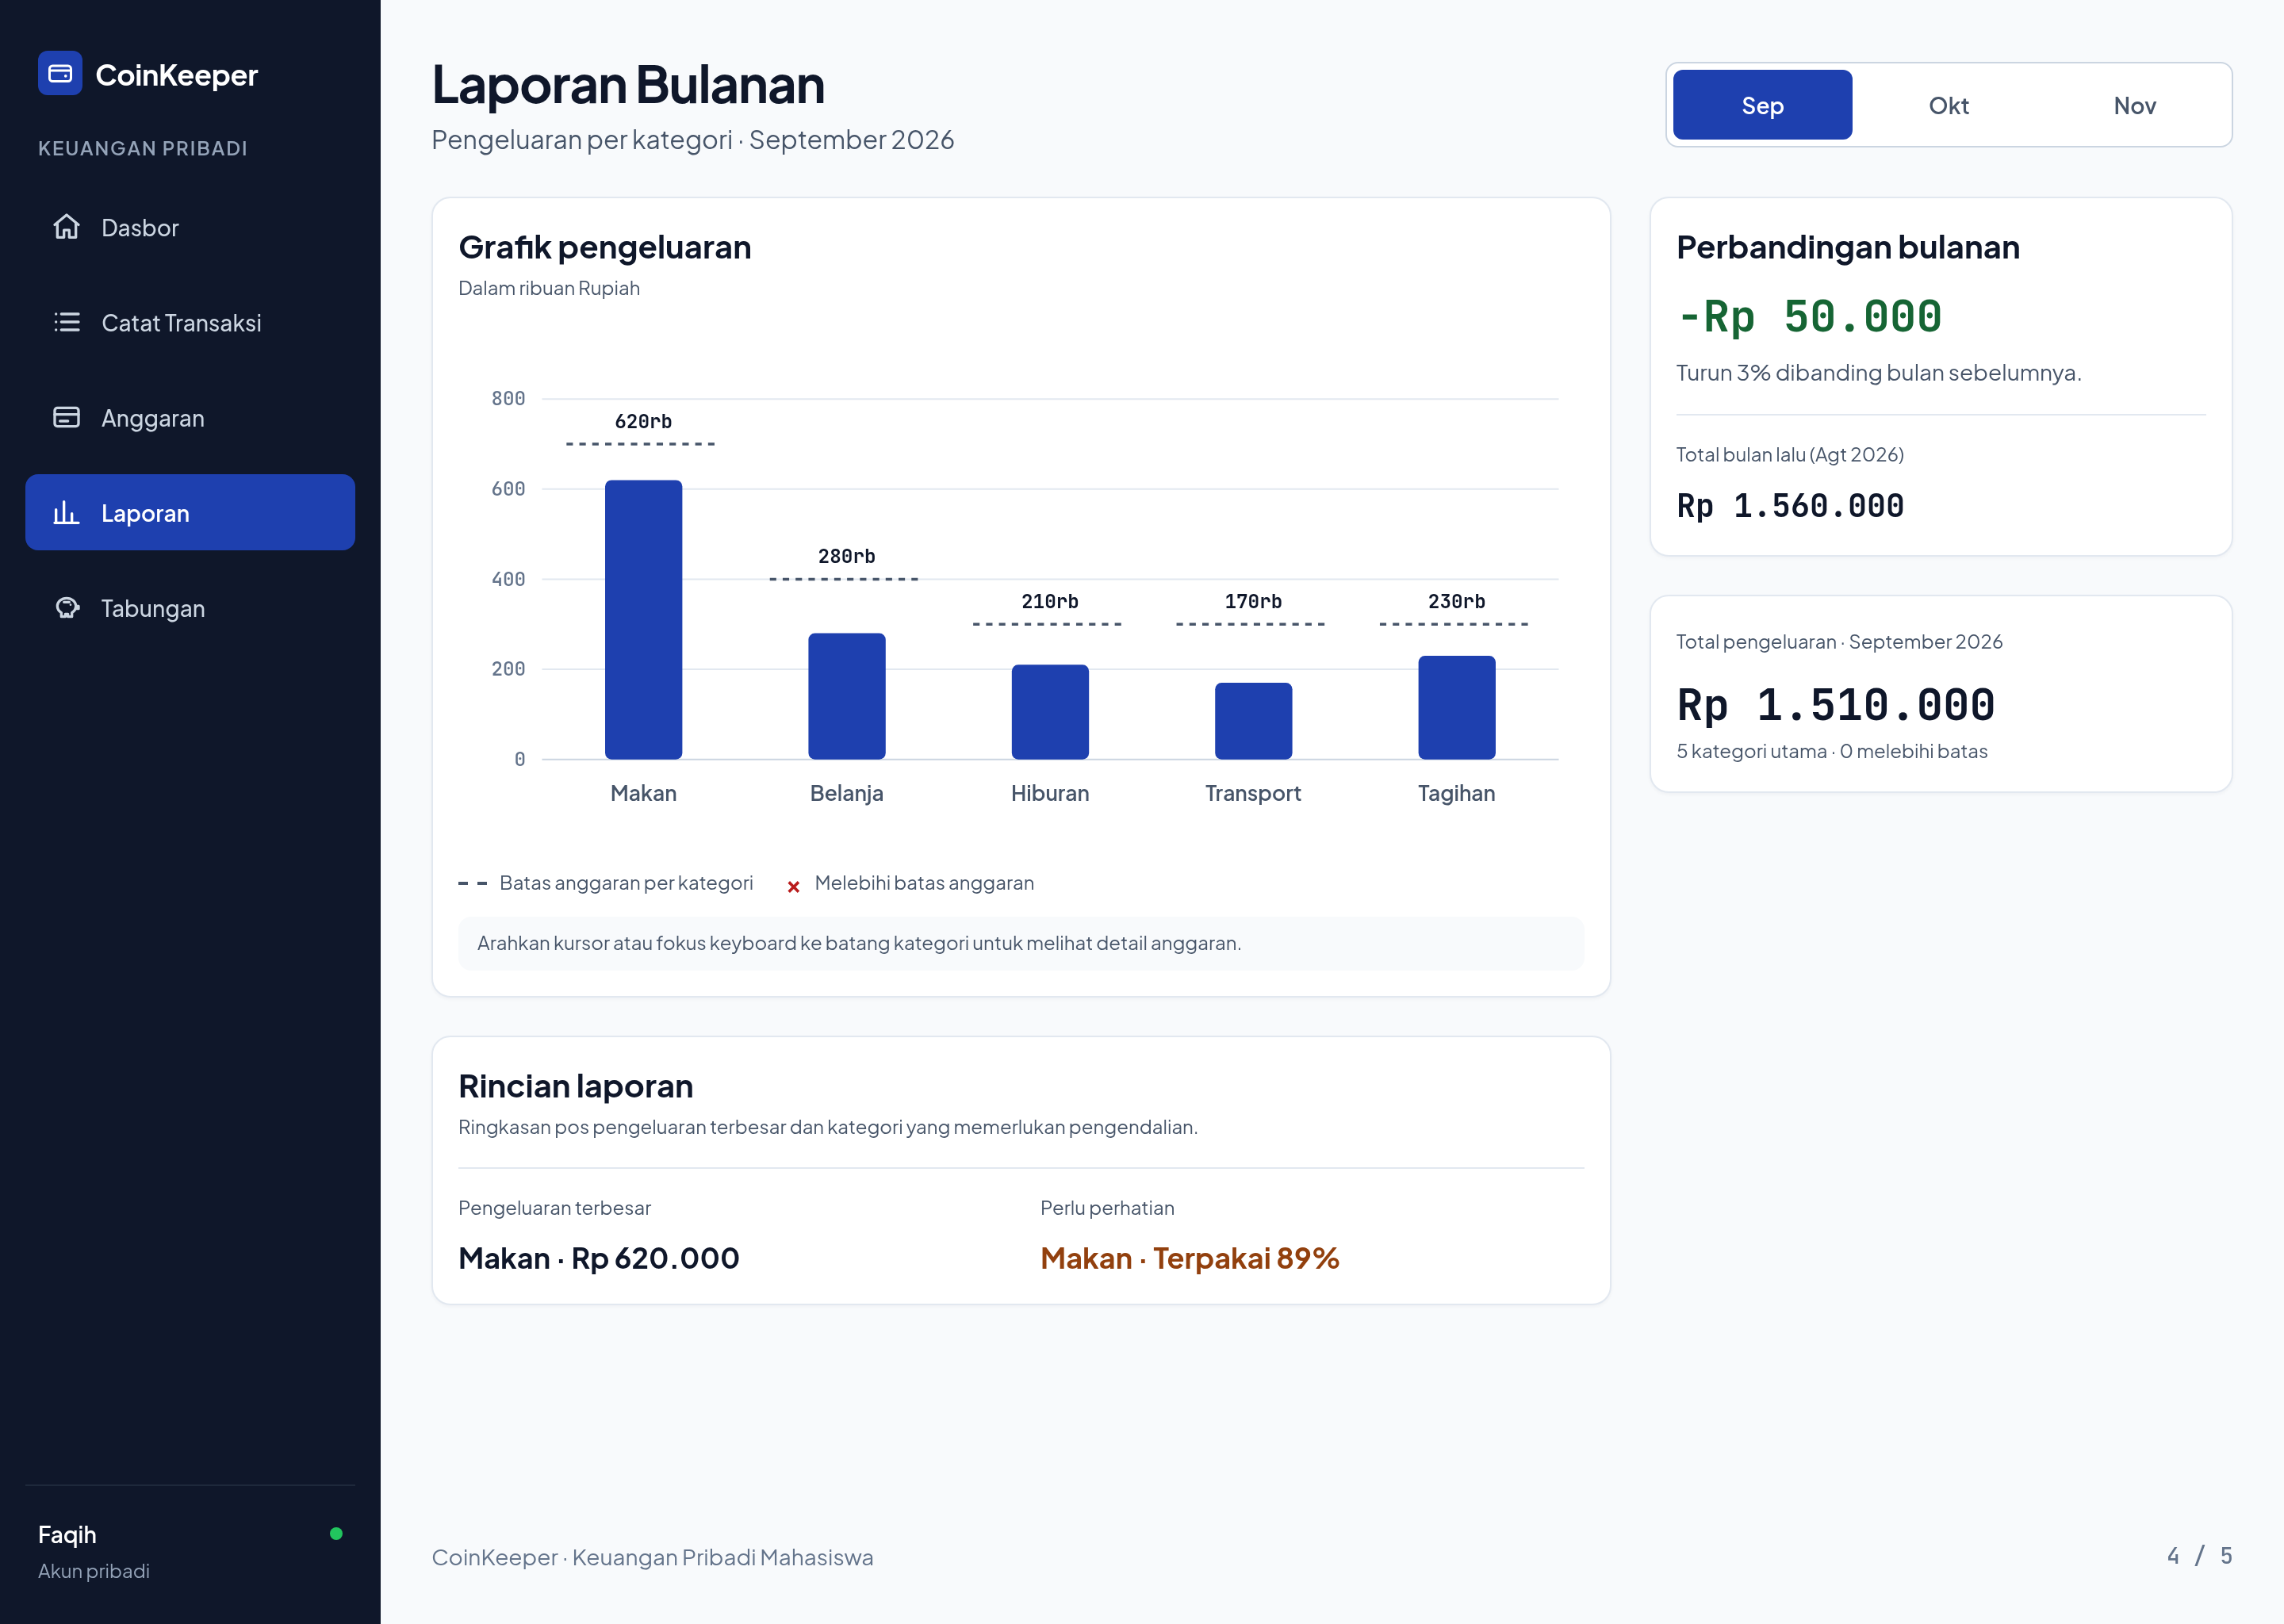 CoinKeeper
KEUANGAN PRIBADI
Dasbor
Catat Transaksi
Anggaran
Laporan
Tabungan
Faqih
Akun pribadi
Laporan Bulanan
Pengeluaran per kategori · September 2026
Sep
Okt
Nov
Grafik pengeluaran
Dalam ribuan Rupiah
800
600
400
200
0
620rb
280rb
210rb
170rb
230rb
Makan
Belanja
Hiburan
Transport
Tagihan
Batas anggaran per kategori
× Melebihi batas anggaran
Arahkan kursor atau fokus keyboard ke batang kategori untuk melihat detail anggaran.
Perbandingan bulanan
-Rp 50.000
Turun 3% dibanding bulan sebelumnya.
Total bulan lalu (Agt 2026)
Rp 1.560.000
Total pengeluaran · September 2026
Rp 1.510.000
5 kategori utama · 0 melebihi batas
Rincian laporan
Ringkasan pos pengeluaran terbesar dan kategori yang memerlukan pengendalian.
Pengeluaran terbesar
Makan · Rp 620.000
Perlu perhatian
Makan · Terpakai 89%
CoinKeeper · Keuangan Pribadi Mahasiswa
4 / 5